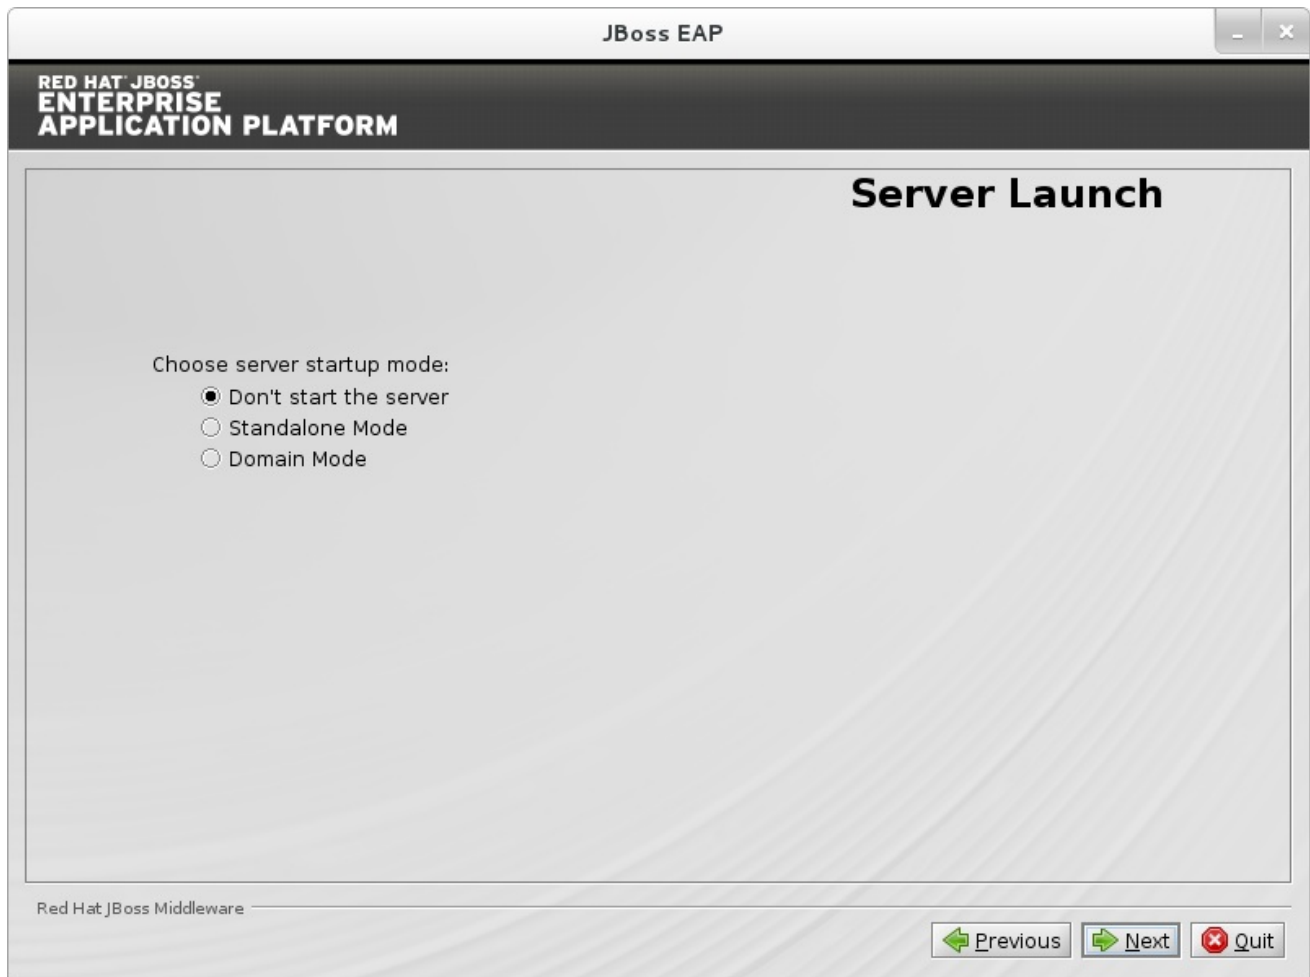 JBoss EAP
RED HAT® JBOSS®
ENTERPRISE
APPLICATION PLATFORM
Server Launch
Choose server startup mode:
Don't start the server
Standalone Mode
Domain Mode
Red Hat JBoss Middleware
Previous
Next
Quit